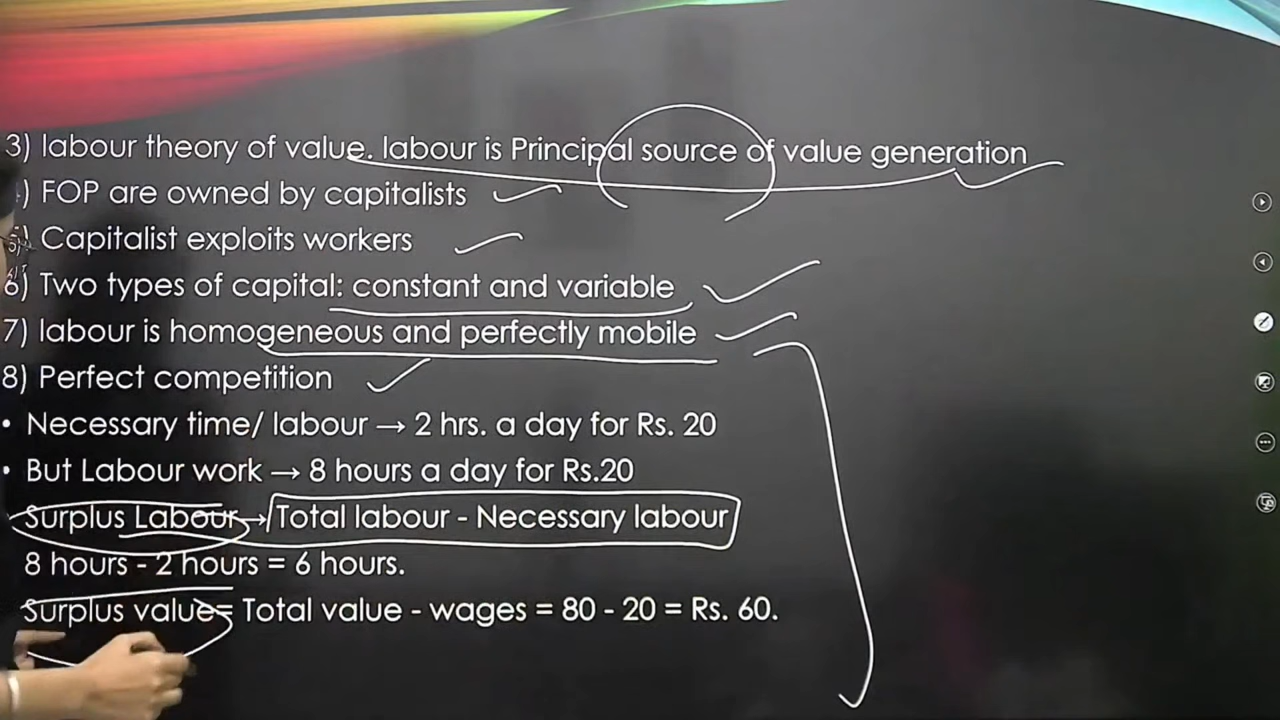 3) labour theory of value. labour is Principal source of value generation
) FOP are owned by capitalists
5) Capitalist exploits workers
6) Two types of capital: constant and variable
7) labour is homogeneous and perfectly mobile
8) Perfect competition
• Necessary time/ labour → 2 hrs. a day for Rs. 20
• But Labour work → 8 hours a day for Rs.20
Surplus Labour→ Total labour - Necessary labour
8 hours - 2 hours = 6 hours.
Surplus value= Total value - wages = 80 - 20 = Rs. 60.